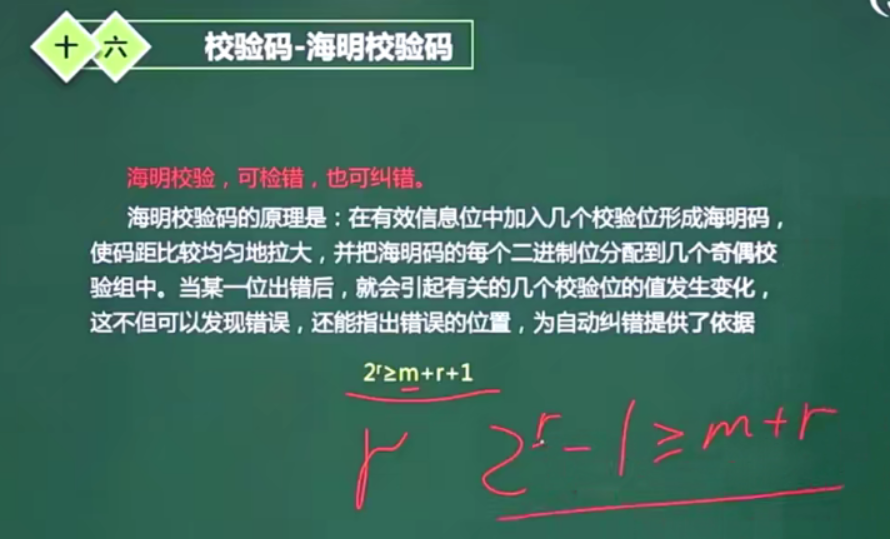 十六 校验码-海明校验码
海明校验，可检错，也可纠错。
海明校验码的原理是：在有效信息位中加入几个校验位形成海明码，
使码距比较均匀地拉大，并把海明码的每个二进制位分配到几个奇偶校
验组中。当某一位出错后，就会引起有关的几个校验位的值发生变化，
这不但可以发现错误，还能指出错误的位置，为自动纠错提供了依据
2ʳ≥m+r+1
r 2ʳ-1≥m+r